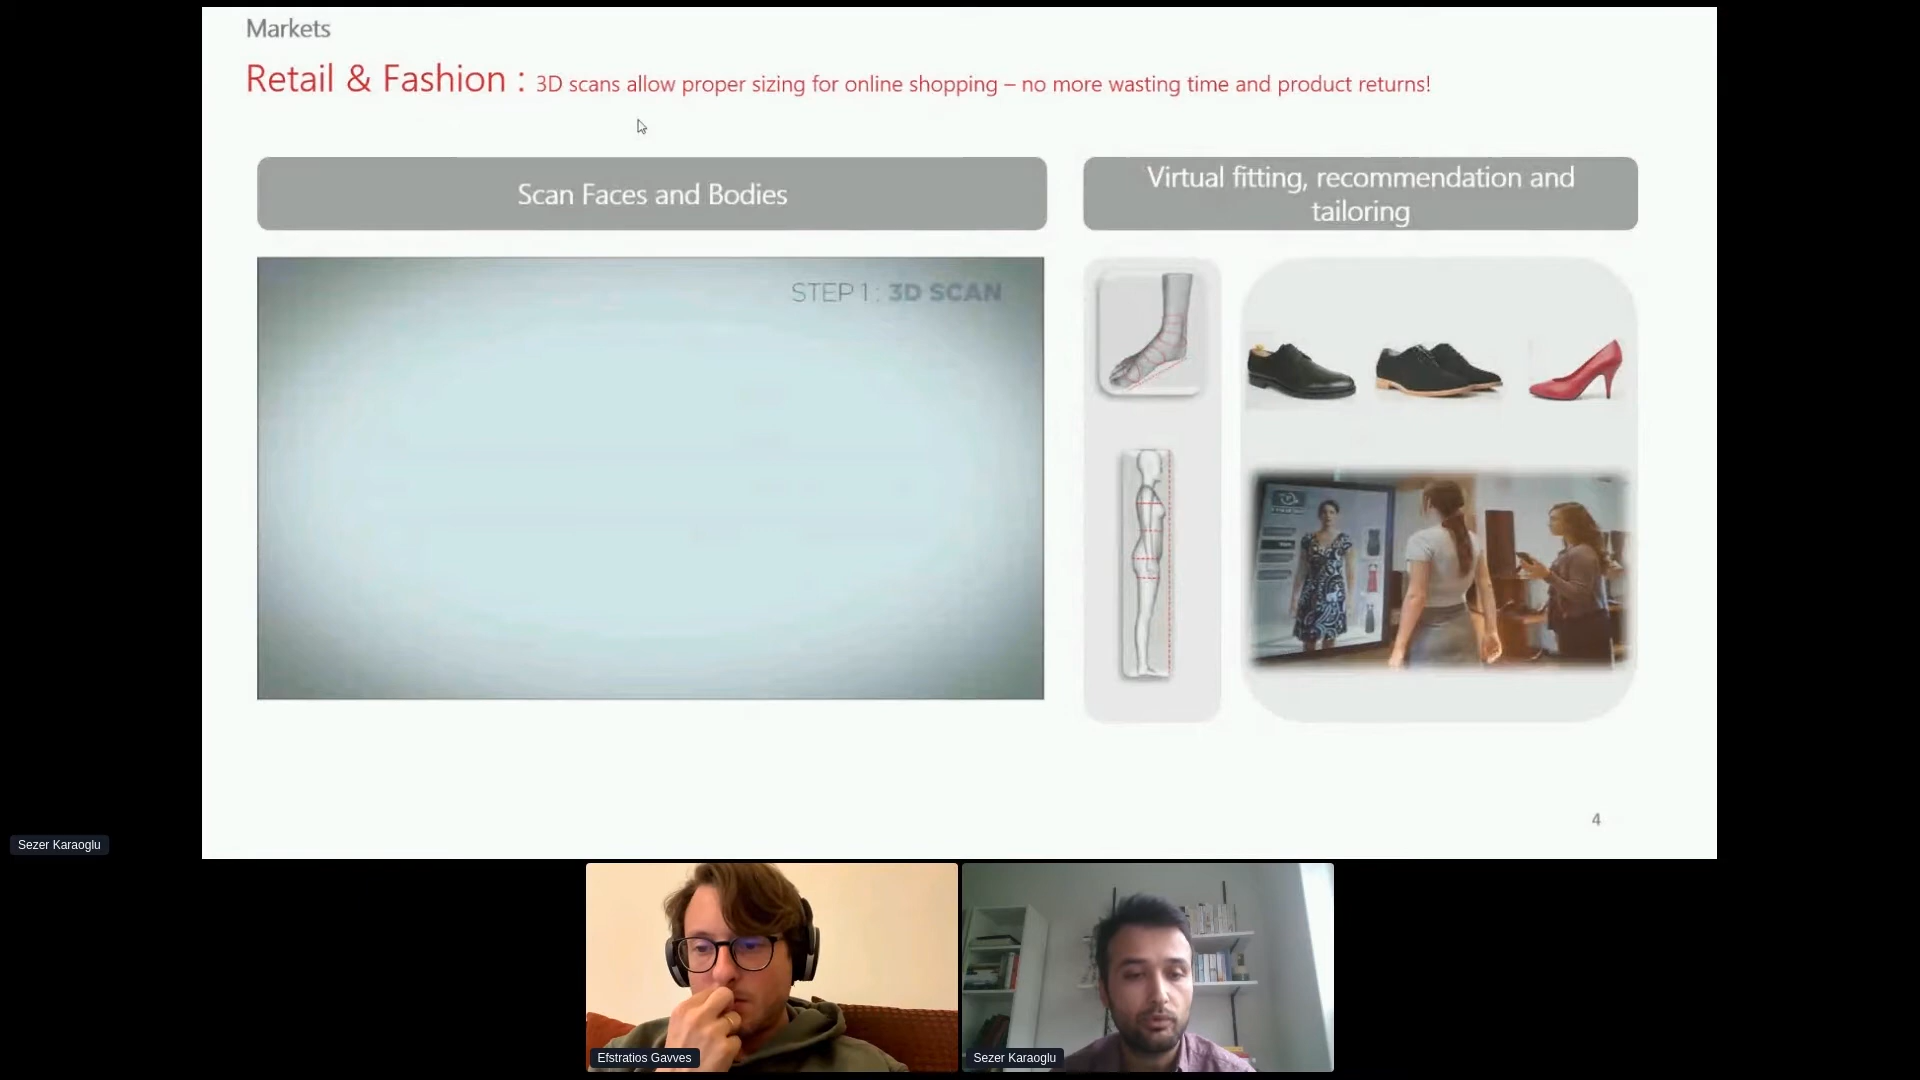 Markets
Retail & Fashion : 3D scans allow proper sizing for online shopping – no more wasting time and product returns!
Scan Faces and Bodies
Virtual fitting, recommendation and
tailoring
STEP 1: 3D SCAN
4
Sezer Karaoglu
Efstratios Gavves
Sezer Karaoglu